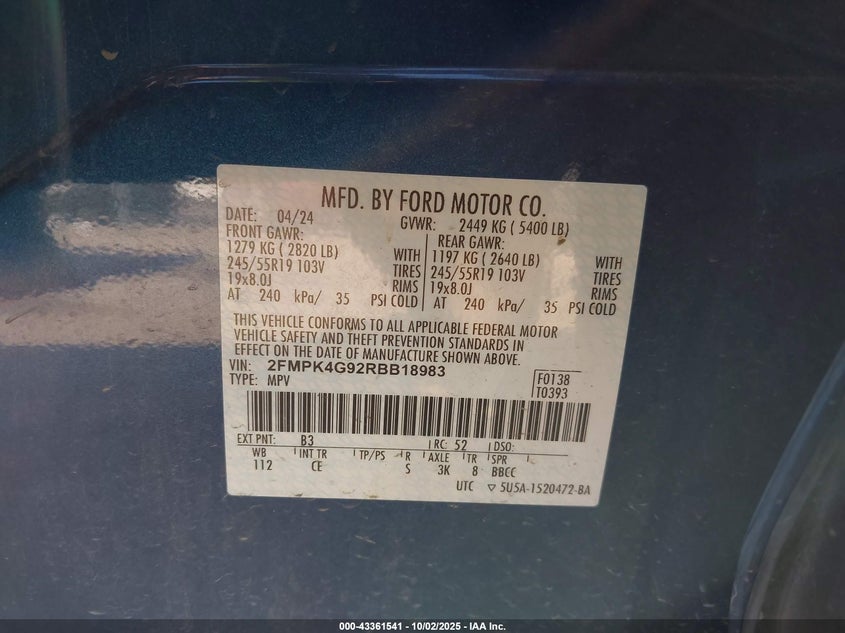 MFD. BY FORD MOTOR CO.
DATE: 04/24 GVWR: 2449 KG ( 5400 LB)
FRONT GAWR: REAR GAWR:
1279 KG ( 2820 LB) WITH 1197 KG ( 2640 LB) WITH
245/55R19 103V TIRES 245/55R19 103V TIRES
19x8.0J RIMS 19x8.0J RIMS
AT 240 kPa/ 35 PSI COLD AT 240 kPa/ 35 PSI COLD
THIS VEHICLE CONFORMS TO ALL APPLICABLE FEDERAL MOTOR
VEHICLE SAFETY AND THEFT PREVENTION STANDARDS IN
EFFECT ON THE DATE OF MANUFACTURE SHOWN ABOVE.
VIN: 2FMPK4G92RBB18983
TYPE: MPV F0138
T0393
EXT PNT: B3 RC: 52 DSO:
WB INT TR TP/PS R AXLE TR SPR
112 CE S 3K 8 BBCC
UTC ▽ 5U5A-1520472-BA
000-43361541 - 10/02/2025 - IAA Inc.